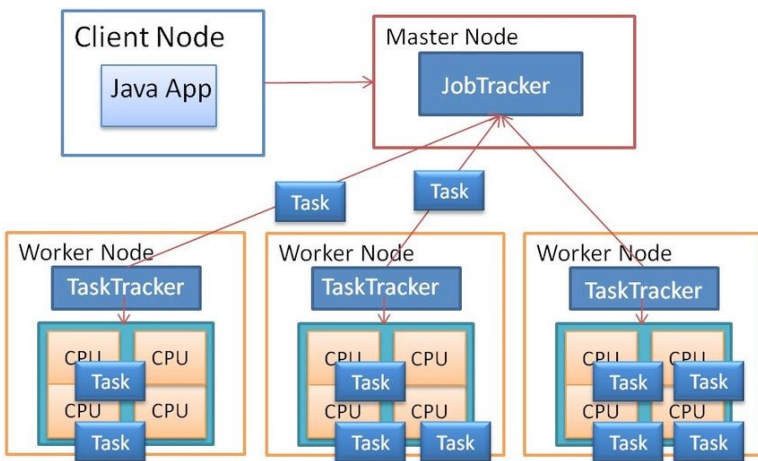 Client Node
Java App
Master Node
JobTracker
Task
Task
Worker Node
TaskTracker
CPU
CPU
Task
CPU
CPU
Task
Worker Node
TaskTracker
CPU
CPU
Task
CPU
CPU
Task
Task
Worker Node
TaskTracker
CPU
CPU
Task
Task
CPU
CPU
Task
Task